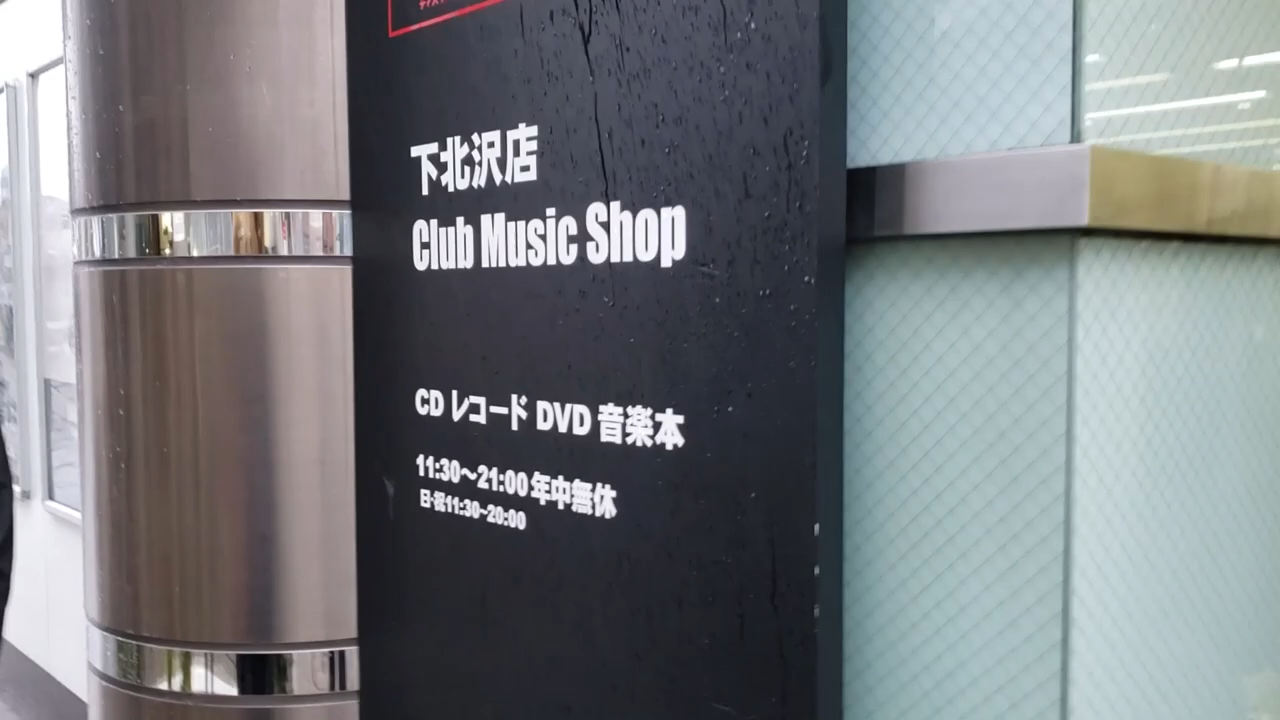 下北沢店
Club Music Shop
CD レコード DVD 音楽本
11:30～21:00 年中無休
日・祝11:30~20:00